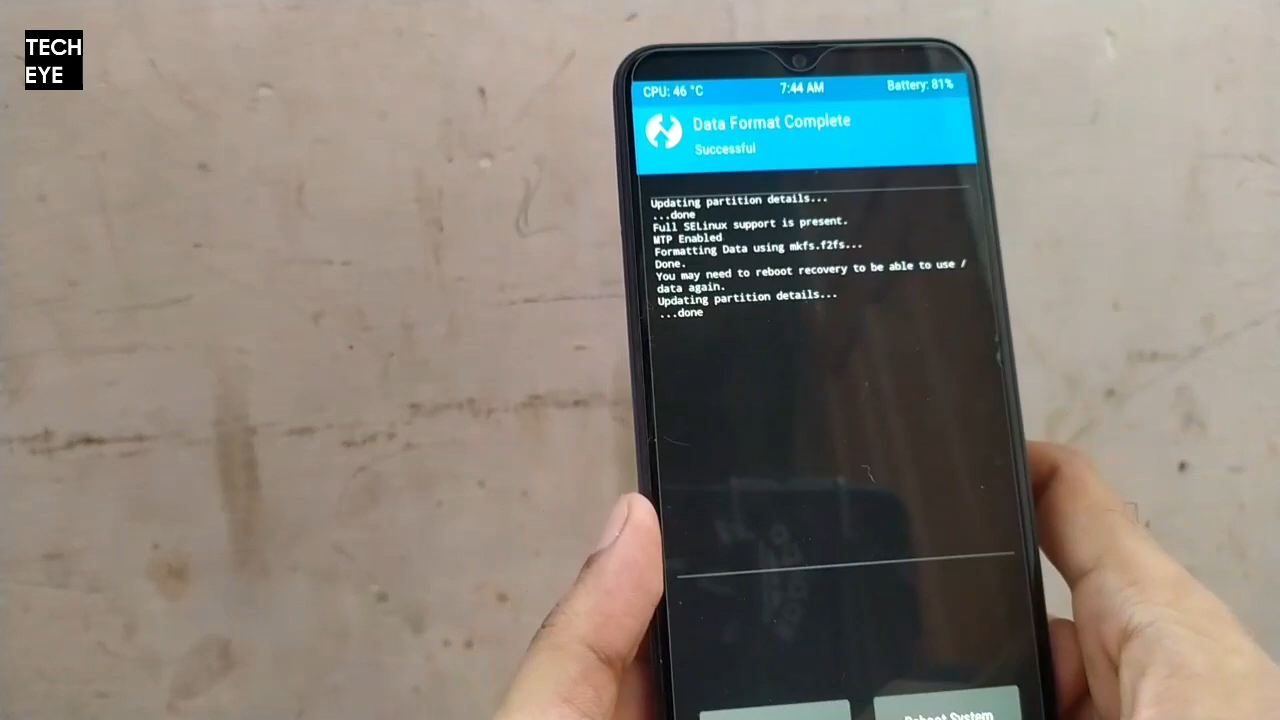 TECH
EYE
CPU: 46 °C 7:44 AM Battery: 81%
Data Format Complete
Successful
Updating partition details...
...done
Full SELinux support is present.
MTP Enabled
Formatting Data using mkfs.f2fs...
Done.
You may need to reboot recovery to be able to use /
data again.
Updating partition details...
...done
Reboot System